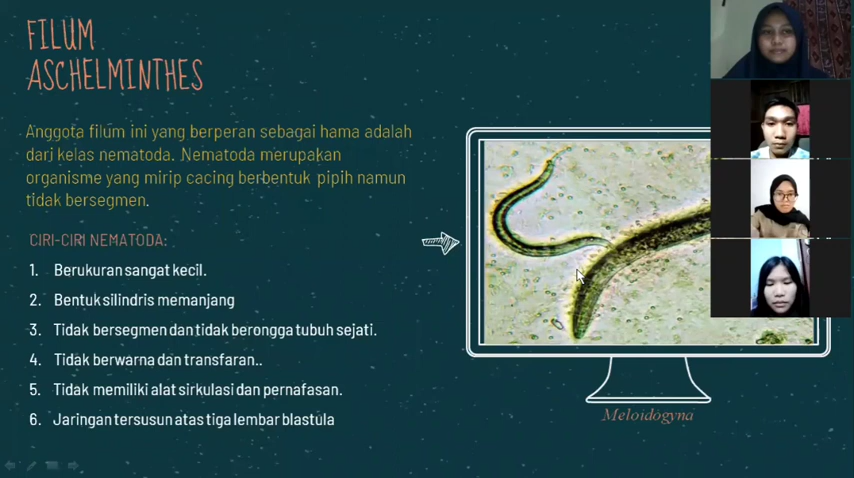 FILUM
ASCHELMINTHES
Anggota filum ini yang berperan sebagai hama adalah
dari kelas nematoda. Nematoda merupakan
organisme yang mirip cacing berbentuk pipih namun
tidak bersegmen.
CIRI-CIRI NEMATODA:
1. Berukuran sangat kecil.
2. Bentuk silindris memanjang
3. Tidak bersegmen dan tidak berongga tubuh sejati.
4. Tidak berwarna dan transfaran..
5. Tidak memiliki alat sirkulasi dan pernafasan.
6. Jaringan tersusun atas tiga lembar blastula
Meloidogyna